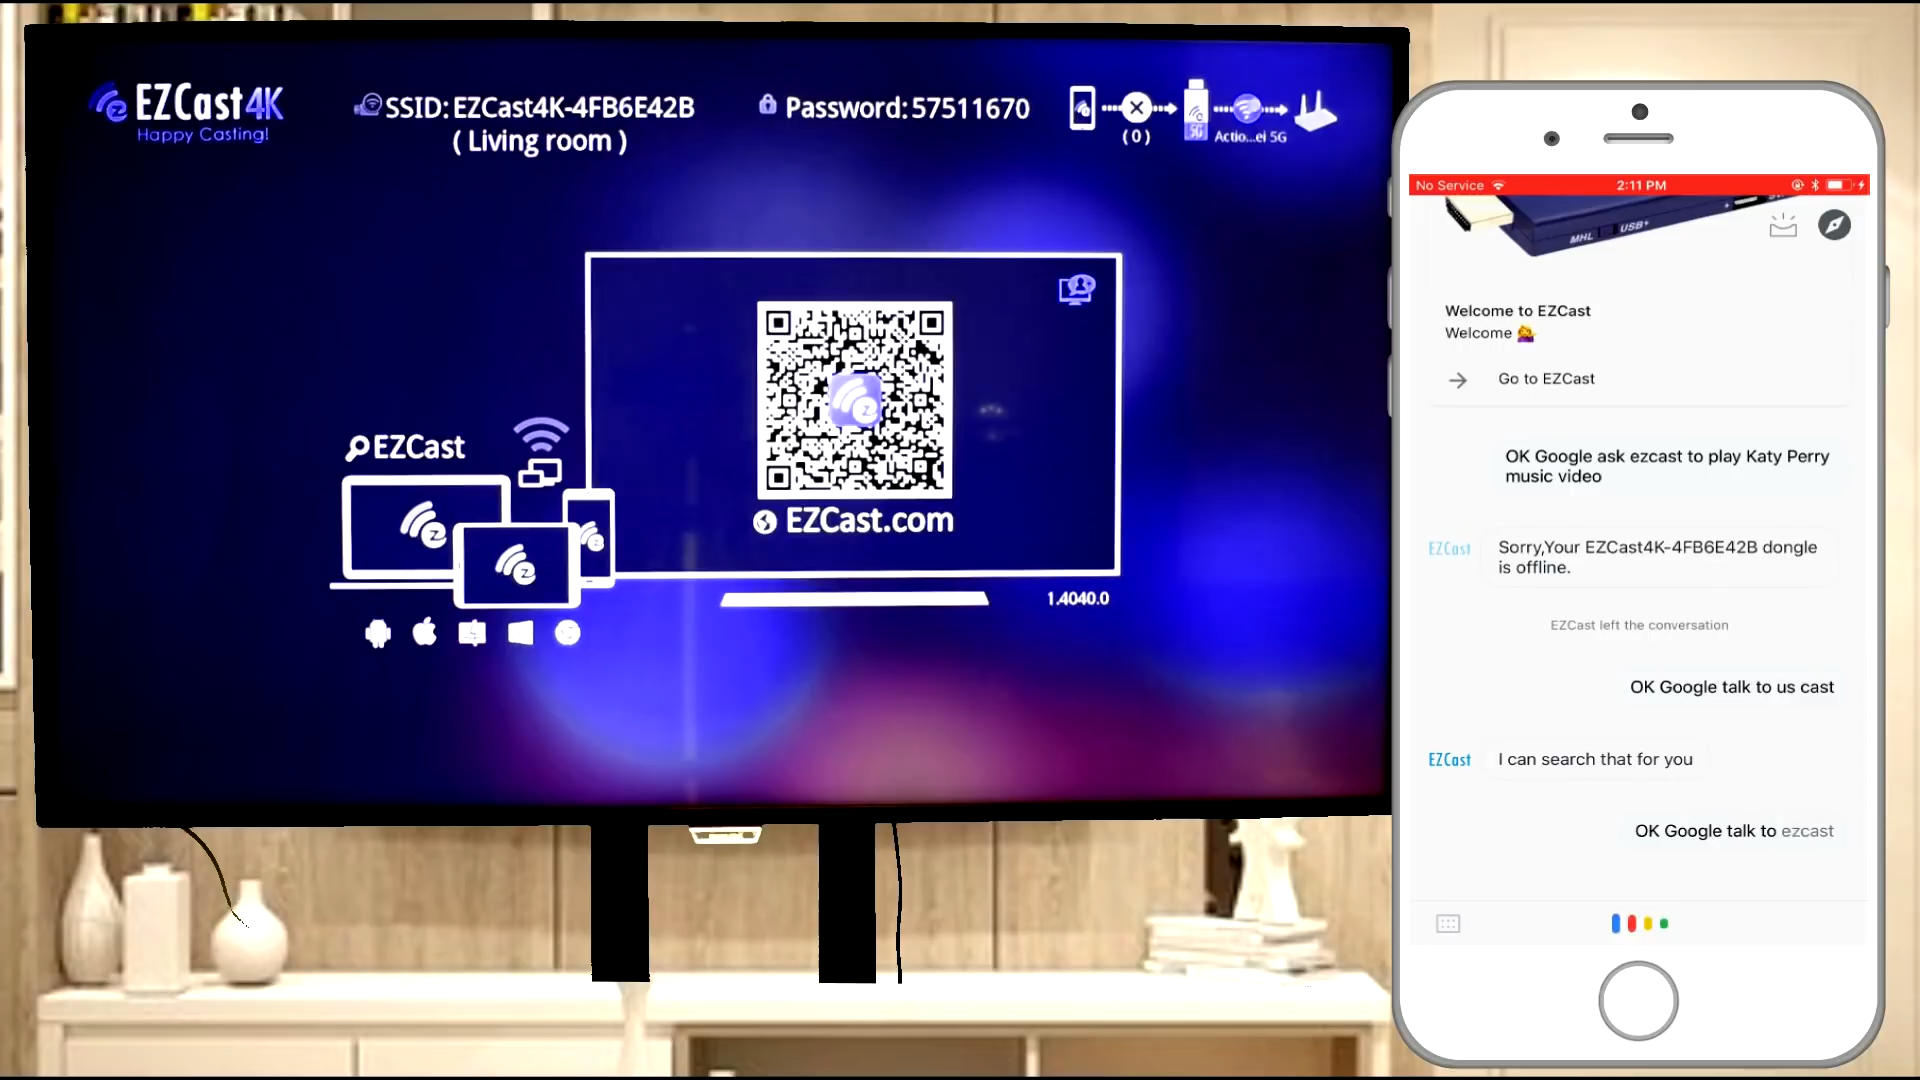 EZCast4K
Happy Casting!
SSID: EZCast4K-4FB6E42B
( Living room )
Password: 57511670
( 0 )
5G
Actio...ei 5G
EZCast
EZCast.com
1.4040.0
No Service
2:11 PM
MHL
USB+
Welcome to EZCast
Welcome
Go to EZCast
OK Google ask ezcast to play Katy Perry
music video
EZCast
Sorry,Your EZCast4K-4FB6E42B dongle
is offline.
EZCast left the conversation
OK Google talk to us cast
EZCast
I can search that for you
OK Google talk to ezcast